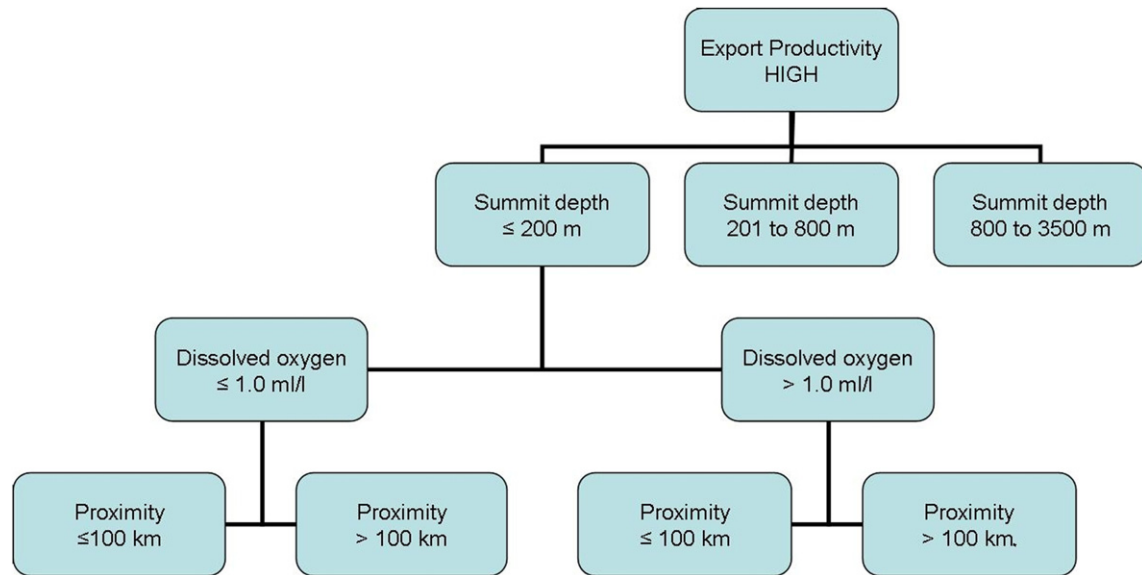 Export Productivity
HIGH
Summit depth
≤ 200 m
Summit depth
201 to 800 m
Summit depth
800 to 3500 m
Dissolved oxygen
≤ 1.0 ml/l
Dissolved oxygen
> 1.0 ml/l
Proximity
≤100 km
Proximity
> 100 km
Proximity
≤ 100 km
Proximity
> 100 km.